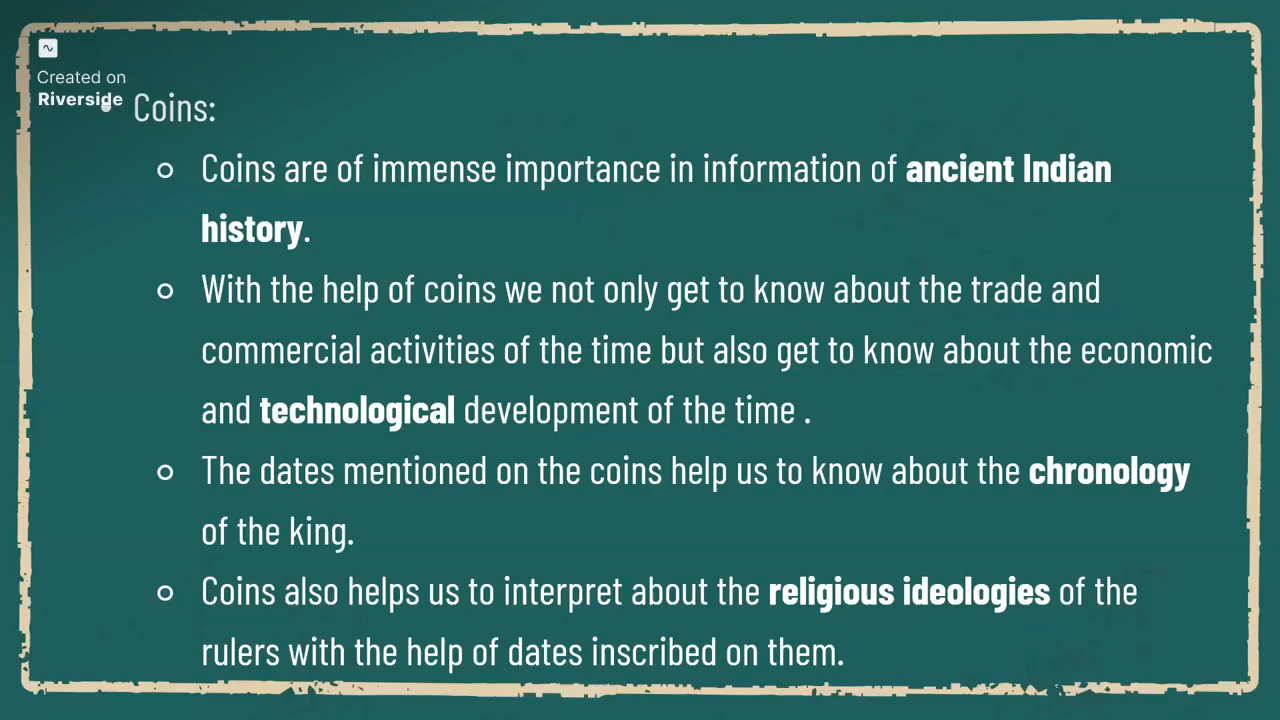 Created on
Riverside
Coins:
Coins are of immense importance in information of ancient Indian
history.
With the help of coins we not only get to know about the trade and
commercial activities of the time but also get to know about the economic
and technological development of the time .
The dates mentioned on the coins help us to know about the chronology
of the king.
Coins also helps us to interpret about the religious ideologies of the
rulers with the help of dates inscribed on them.